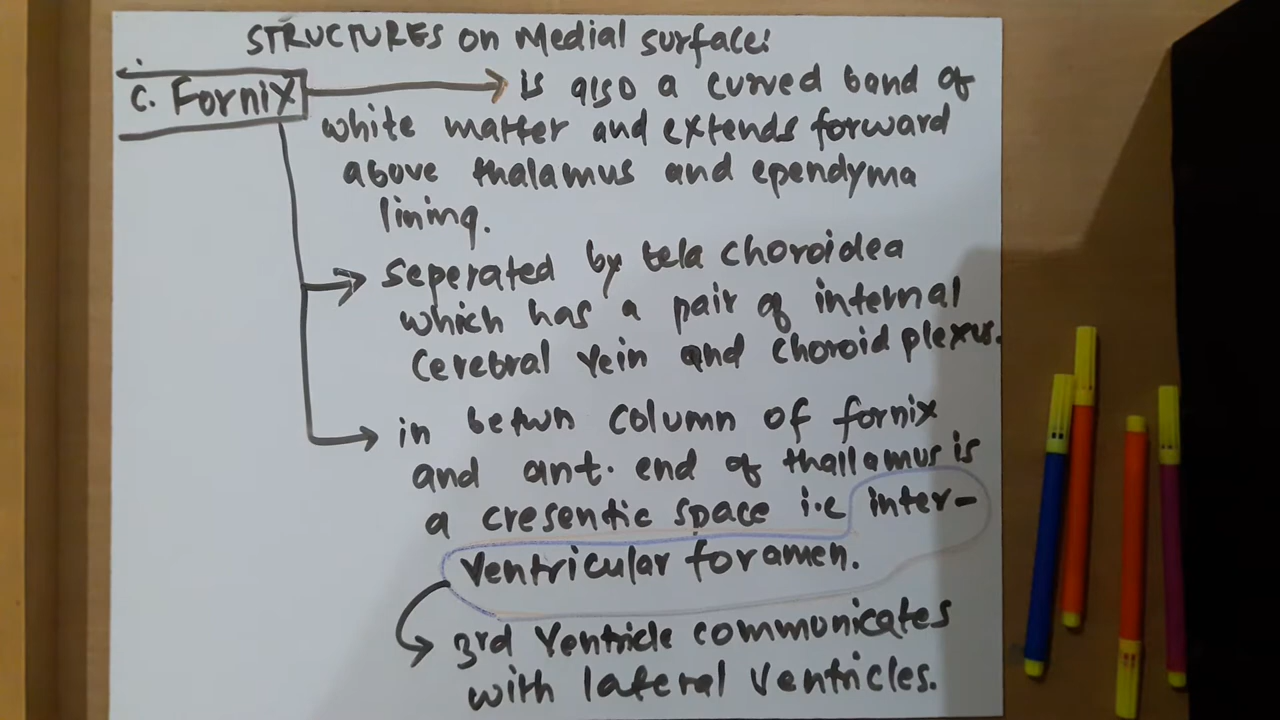 STRUCTURES on Medial surface:
c. Fornix → is also a curved band of
white matter and extends forward
above thalamus and ependyma
lining.
→ seperated by tela choroidea
which has a pair of internal
cerebral vein and choroid plexus.
→ in betwn column of fornix
and ant. end of thallamus is
a cresentic space i.e inter-
ventricular foramen.
→ 3rd ventricle communicates
with lateral ventricles.